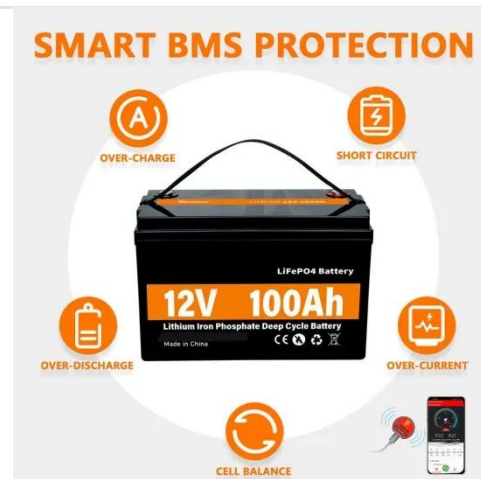 SMART BMS PROTECTION
OVER-CHARGE
SHORT CIRCUIT
LiFePO4 Battery
12V 100Ah
Lithium Iron Phosphate Deep Cycle Battery
Made in China
CE
OVER-DISCHARGE
OVER-CURRENT
CELL BALANCE